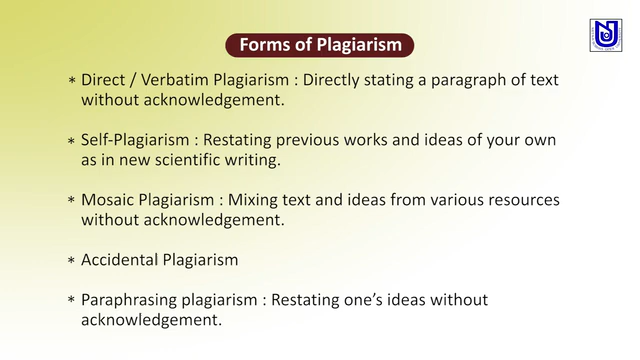 Forms of Plagiarism
* Direct / Verbatim Plagiarism : Directly stating a paragraph of text
without acknowledgement.
* Self-Plagiarism : Restating previous works and ideas of your own
as in new scientific writing.
* Mosaic Plagiarism : Mixing text and ideas from various resources
without acknowledgement.
* Accidental Plagiarism
* Paraphrasing plagiarism : Restating one’s ideas without
acknowledgement.